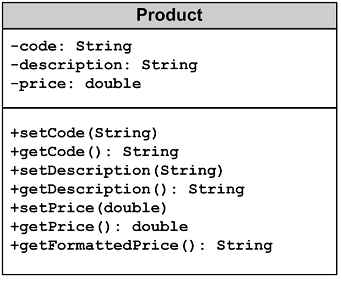 Product
-code: String
-description: String
-price: double
+setCode(String)
+getCode(): String
+setDescription(String)
+getDescription(): String
+setPrice(double)
+getPrice(): double
+getFormattedPrice(): String